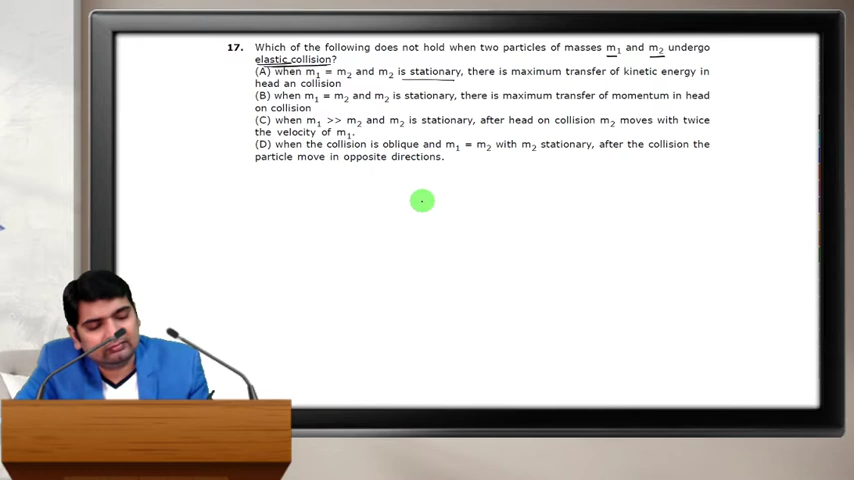 17. Which of the following does not hold when two particles of masses m₁ and m₂ undergo
elastic collision?
(A) when m₁ = m₂ and m₂ is stationary, there is maximum transfer of kinetic energy in
head an collision
(B) when m₁ = m₂ and m₂ is stationary, there is maximum transfer of momentum in head
on collision
(C) when m₁ >> m₂ and m₂ is stationary, after head on collision m₂ moves with twice
the velocity of m₁.
(D) when the collision is oblique and m₁ = m₂ with m₂ stationary, after the collision the
particle move in opposite directions.